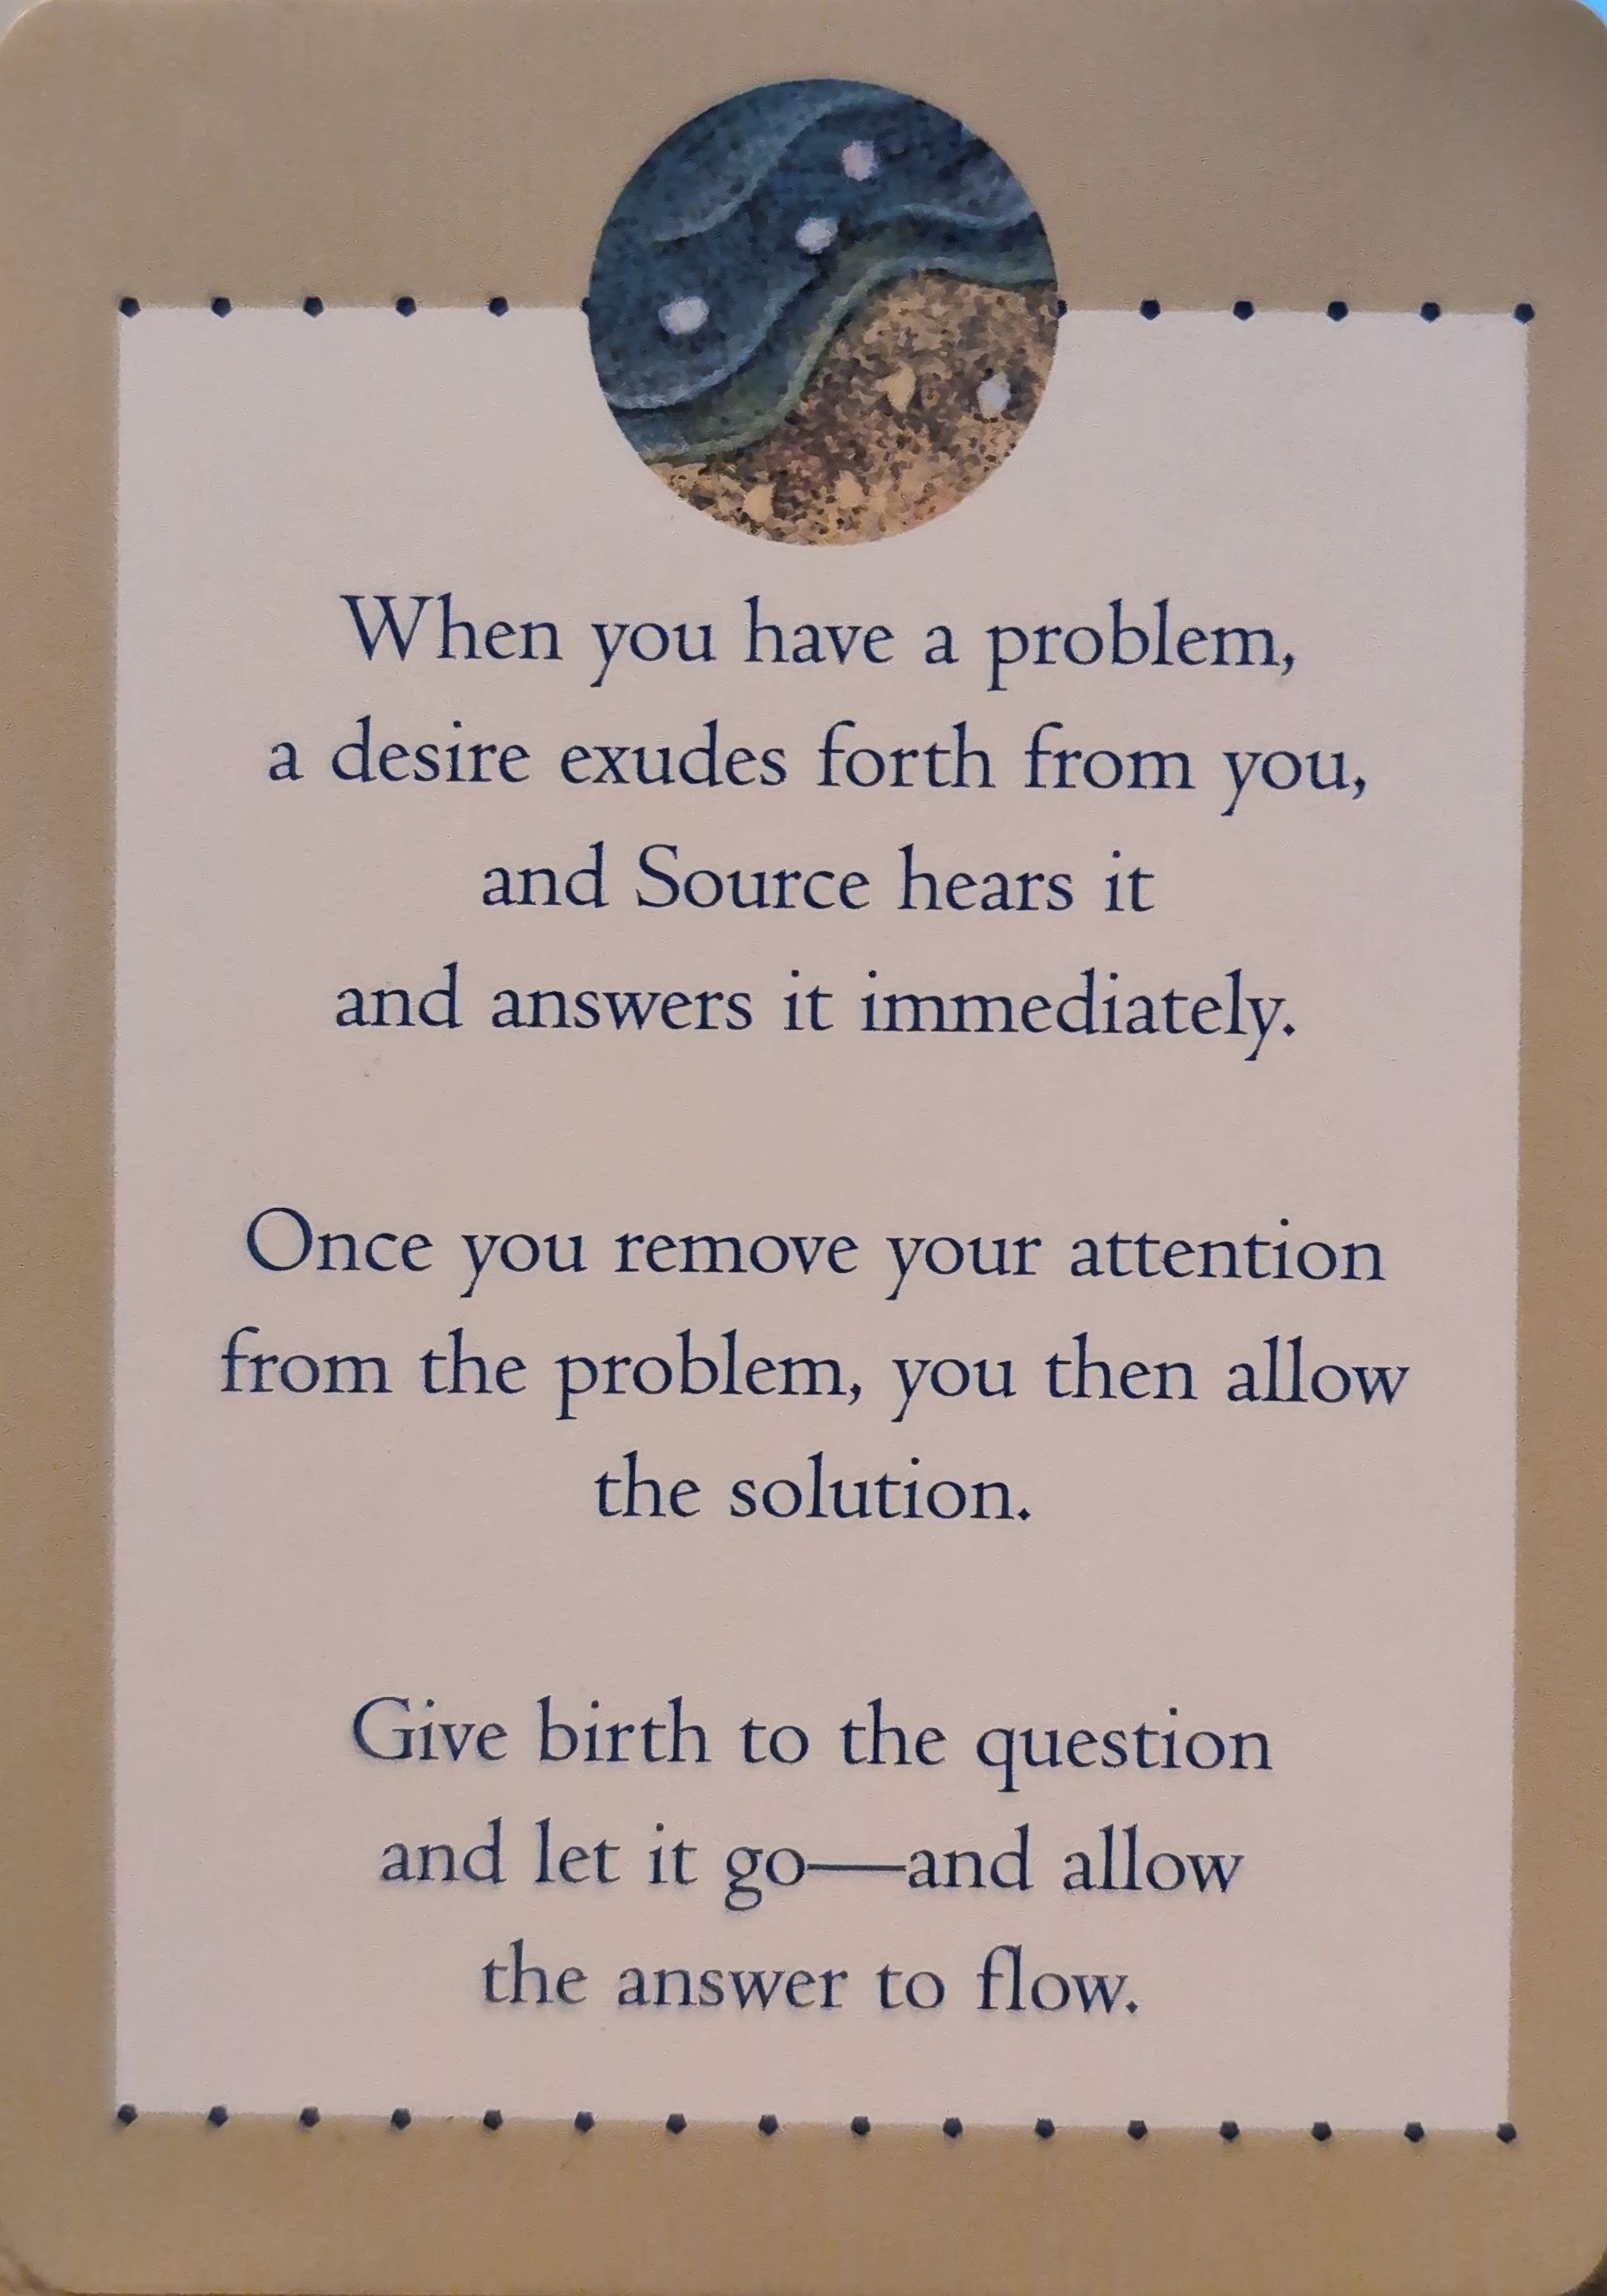 When you have a problem,
a desire exudes forth from you,
and Source hears it
and answers it immediately.
Once you remove your attention
from the problem, you then allow
the solution.
Give birth to the question
and let it go—and allow
the answer to flow.